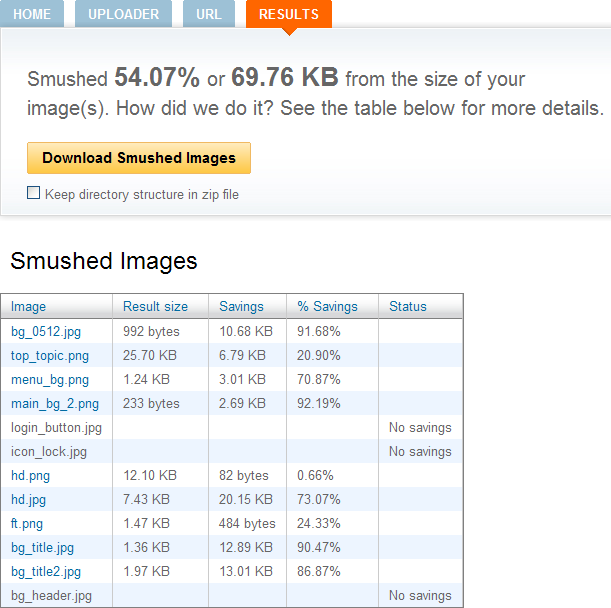 HOME UPLOADER URL RESULTS
Smushed 54.07% or 69.76 KB from the size of your
image(s). How did we do it? See the table below for more details.
Download Smushed Images
Keep directory structure in zip file
Smushed Images
Image Result size Savings % Savings Status
bg_0512.jpg 992 bytes 10.68 KB 91.68%
top_topic.png 25.70 KB 6.79 KB 20.90%
menu_bg.png 1.24 KB 3.01 KB 70.87%
main_bg_2.png 233 bytes 2.69 KB 92.19%
login_button.jpg No savings
icon_lock.jpg No savings
hd.png 12.10 KB 82 bytes 0.66%
hd.jpg 7.43 KB 20.15 KB 73.07%
ft.png 1.47 KB 484 bytes 24.33%
bg_title.jpg 1.36 KB 12.89 KB 90.47%
bg_title2.jpg 1.97 KB 13.01 KB 86.87%
bg_header.jpg No savings